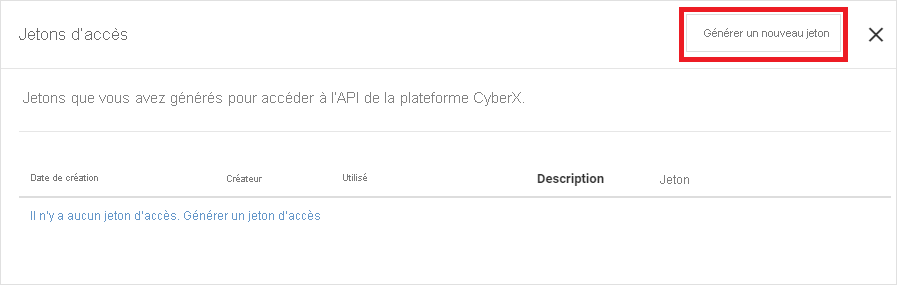 Jetons d'accès
Générer un nouveau jeton
Jetons que vous avez générés pour accéder à l'API de la plateforme CyberX.
Date de création Créateur Utilisé Description Jeton
Il n'y a aucun jeton d'accès. Générer un jeton d'accès